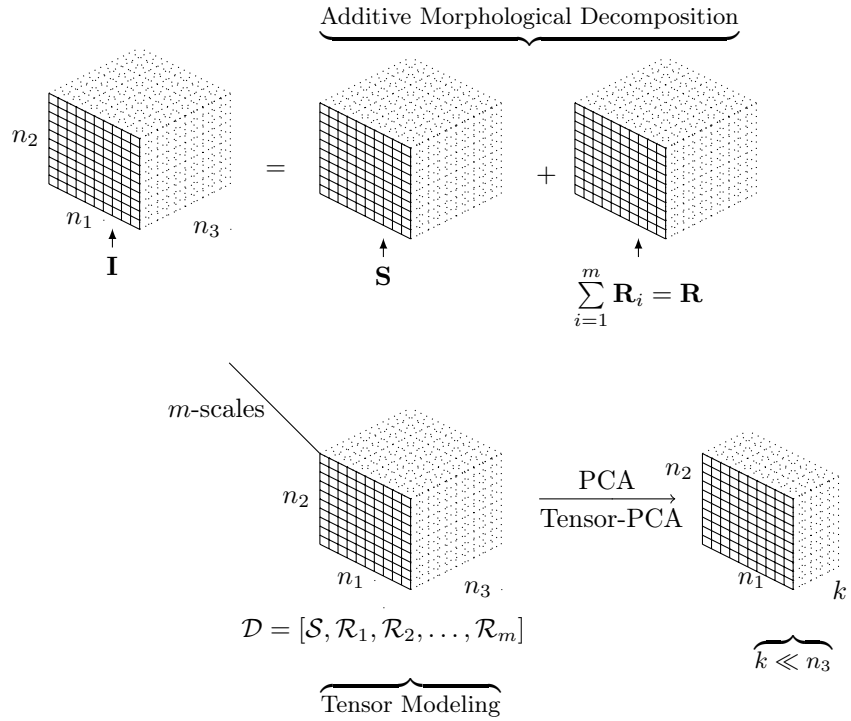 Additive Morphological Decomposition
n₂
n₁
n₃
=
+
I
S
∑ᵢ₌₁ᵐ Rᵢ = R
m-scales
n₂
n₁
n₃
PCA
Tensor-PCA
n₂
n₁
k
𝒟 = [𝒮, ℛ₁, ℛ₂, . . . , ℛₘ]
k ≪ n₃
Tensor Modeling